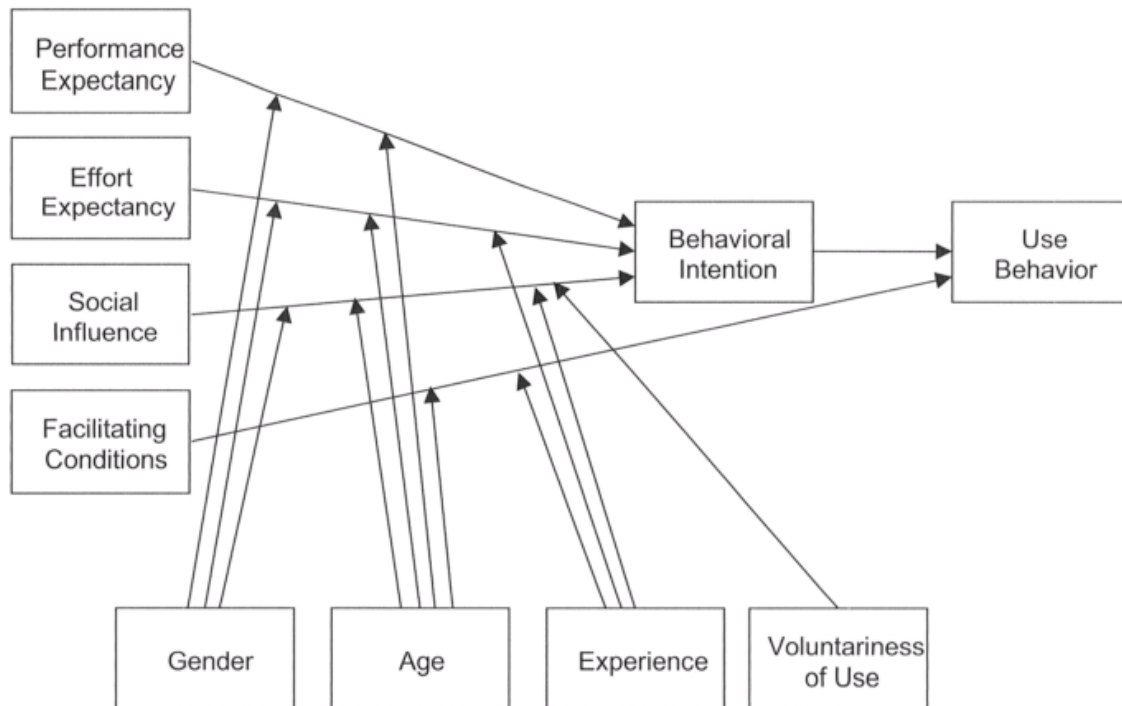 Performance
Expectancy
Effort
Expectancy
Social
Influence
Facilitating
Conditions
Behavioral
Intention
Use
Behavior
Gender
Age
Experience
Voluntariness
of Use